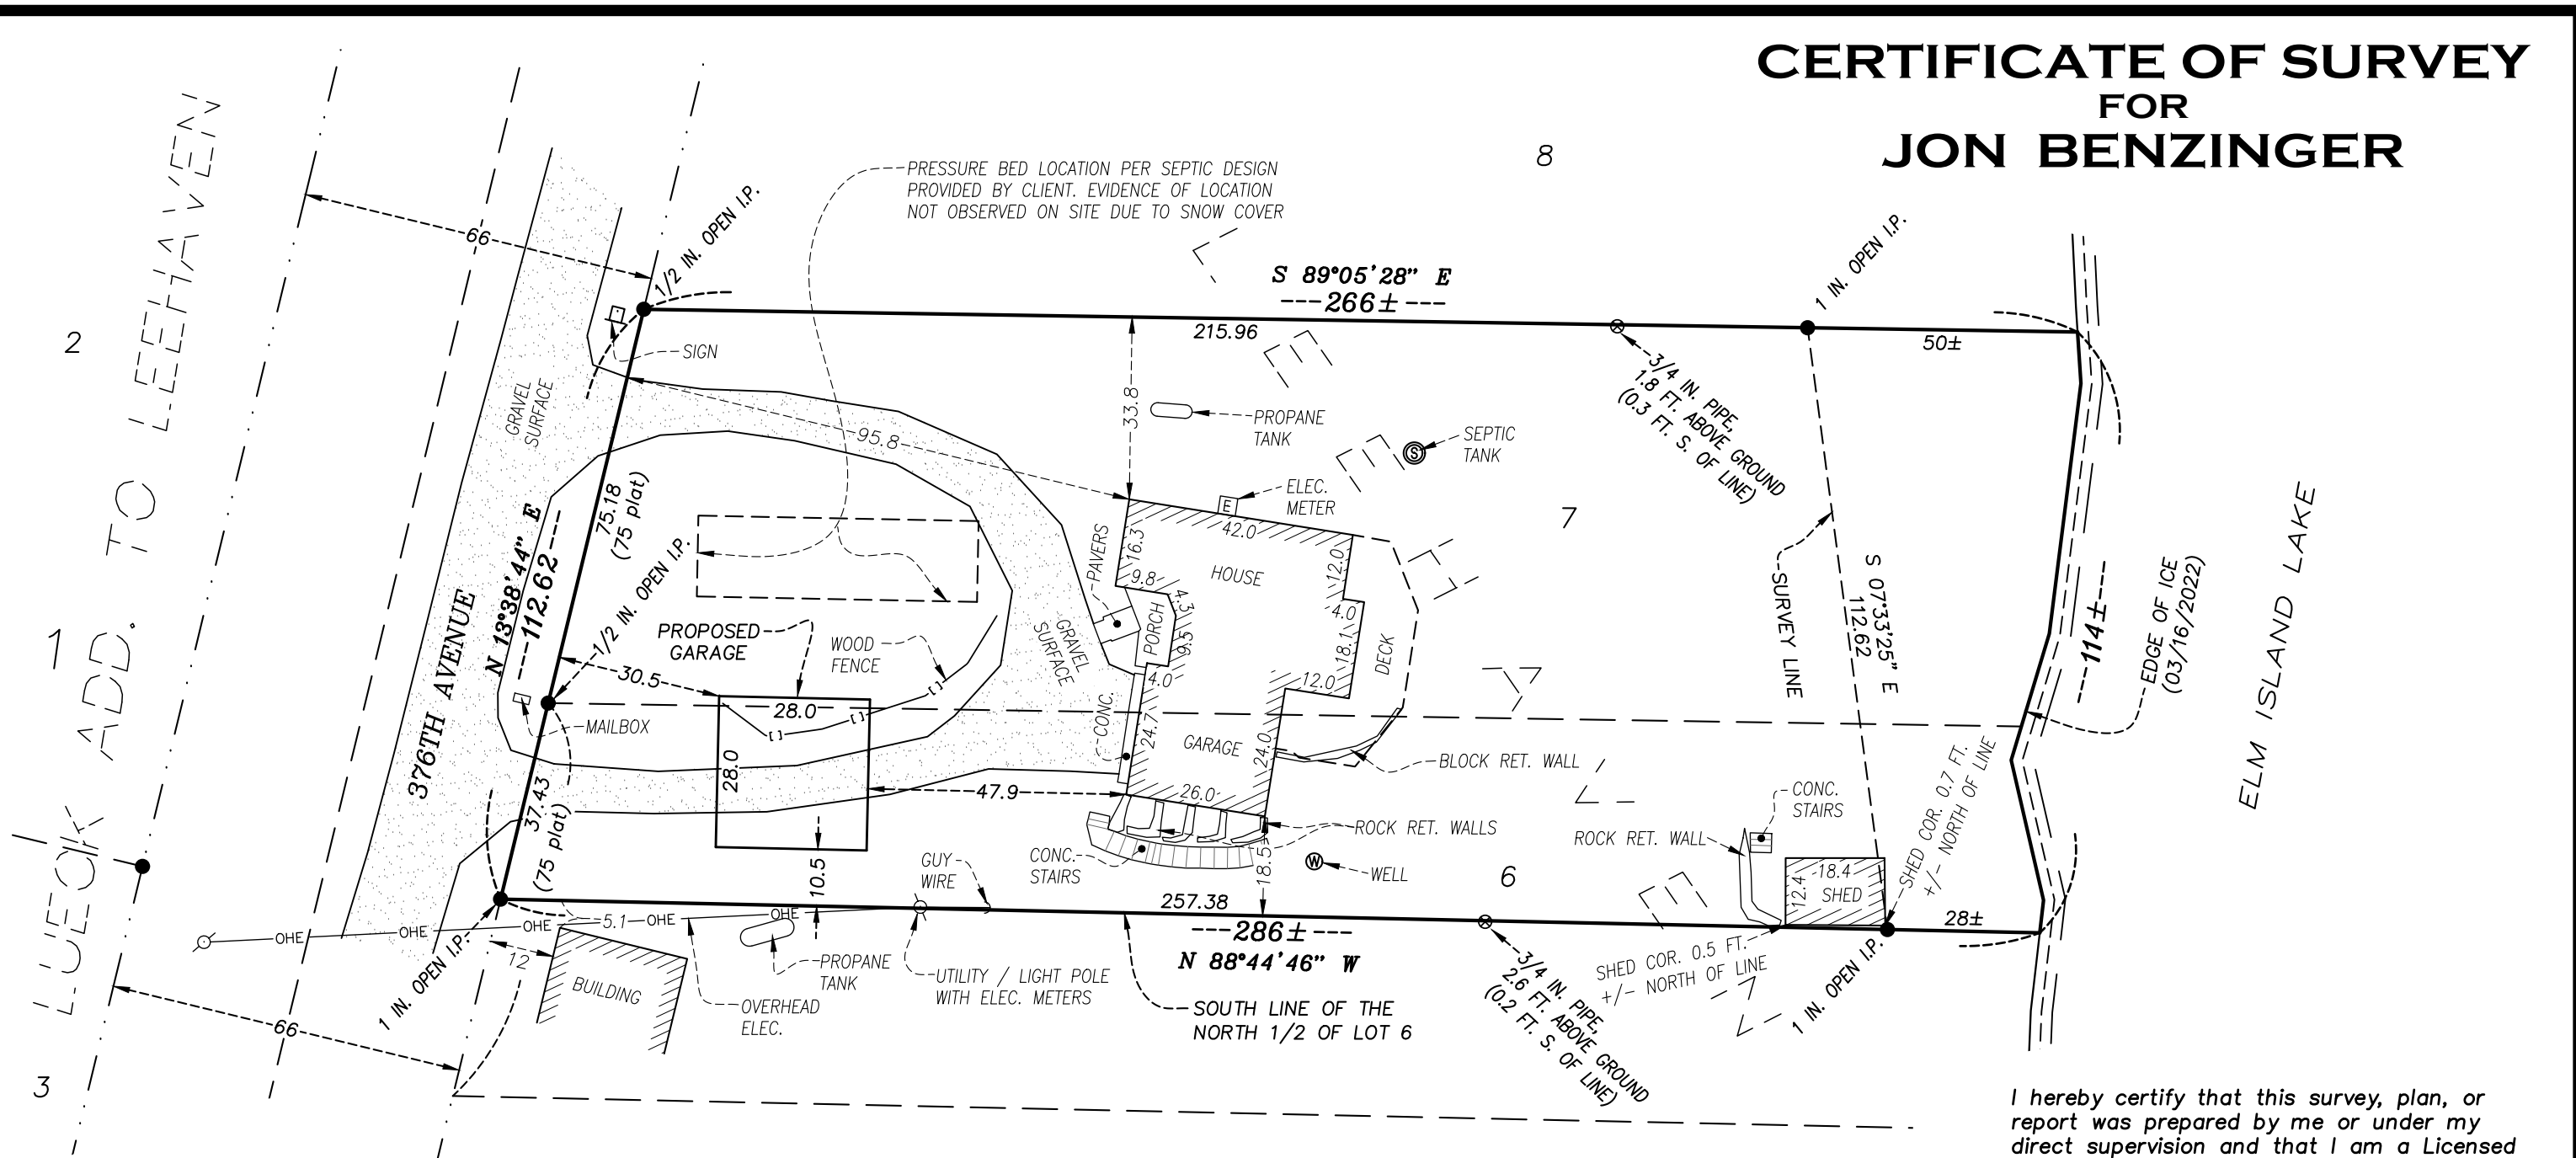 CERTIFICATE OF SURVEY
FOR
JON BENZINGER
LUECK ADD. TO LEEHAVEN
2
1
3
8
7
6
66
66
376TH AVENUE
GRAVEL
SURFACE
1/2 IN. OPEN I.P.
SIGN
PRESSURE BED LOCATION PER SEPTIC DESIGN
PROVIDED BY CLIENT. EVIDENCE OF LOCATION
NOT OBSERVED ON SITE DUE TO SNOW COVER
S 89°05'28" E
---266± ---
215.96
50±
1 IN. OPEN I.P.
3/4 IN. PIPE,
1.8 FT. ABOVE GROUND
(0.3 FT. S. OF LINE)
33.8
95.8
PROPANE
TANK
SEPTIC
TANK
S
ELEC.
METER
E
N 13°38'44" E
112.62
75.18
(75 plat)
37.43
(75 plat)
1/2 IN. OPEN I.P.
PROPOSED
GARAGE
WOOD
FENCE
30.5
28.0
28.0
10.5
47.9
MAILBOX
GRAVEL
SURFACE
PAVERS
16.3
42.0
9.8
4.3
9.5
4.0
24.7
HOUSE
PORCH
12.0
4.0
18.1
12.0
DECK
CONC.
GARAGE
24.0
26.0
18.5
BLOCK RET. WALL
ROCK RET. WALLS
CONC.
STAIRS
W
WELL
GUY
WIRE
SURVEY LINE
S 07°33'25" E
112.62
EDGE OF ICE
(03/16/2022)
114±
ELM ISLAND LAKE
CONC.
STAIRS
ROCK RET. WALL
18.4
12.4
SHED
SHED COR. 0.7 FT.
+/- NORTH OF LINE
28±
257.38
---286± ---
N 88°44'46" W
SOUTH LINE OF THE
NORTH 1/2 OF LOT 6
3/4 IN. PIPE,
2.6 FT. ABOVE GROUND
(0.2 FT. S. OF LINE)
SHED COR. 0.5 FT.
+/- NORTH OF LINE
1 IN. OPEN I.P.
OHE
OHE
OHE
OHE
OHE
5.1
12
1 IN. OPEN I.P.
BUILDING
PROPANE
TANK
OVERHEAD
ELEC.
UTILITY / LIGHT POLE
WITH ELEC. METERS
I hereby certify that this survey, plan, or
report was prepared by me or under my
direct supervision and that I am a Licensed